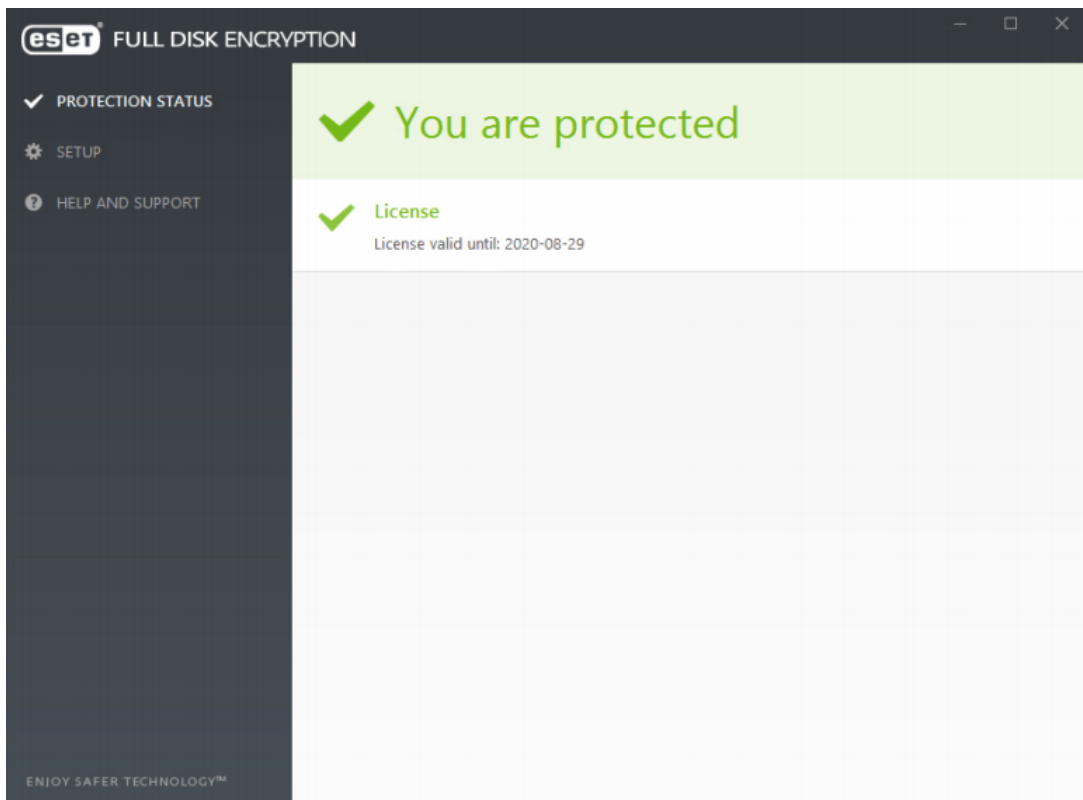 eset® FULL DISK ENCRYPTION
PROTECTION STATUS
SETUP
HELP AND SUPPORT
You are protected
License
License valid until: 2020-08-29
ENJOY SAFER TECHNOLOGY™